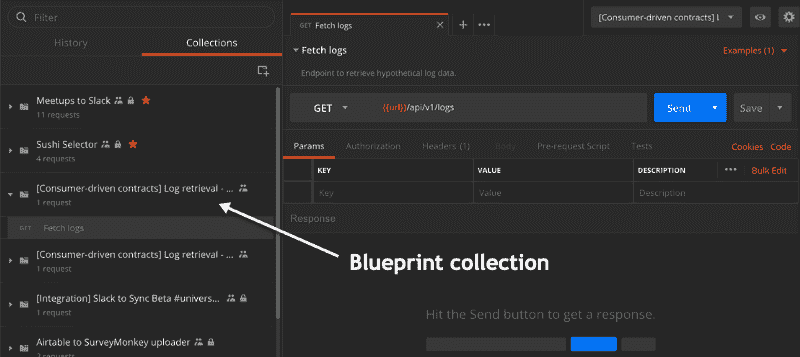 Filter
History
Collections
Meetups to Slack
11 requests
Sushi Selector
4 requests
[Consumer-driven contracts] Log retrieval - ...
1 request
GET Fetch logs
[Consumer-driven contracts] Log retrieval - ...
1 request
[Integration] Slack to Sync Beta #univers...
1 request
Airtable to SurveyMonkey uploader
GET Fetch logs
[Consumer-driven contracts] L
Fetch logs
Examples (1)
Endpoint to retrieve hypothetical log data.
GET
{{url}}/api/v1/logs
Send
Save
Params Authorization Headers (1) Body Pre-request Script Tests Cookies Code
KEY VALUE DESCRIPTION Bulk Edit
Key Value Description
Response
Blueprint collection
Hit the Send button to get a response.